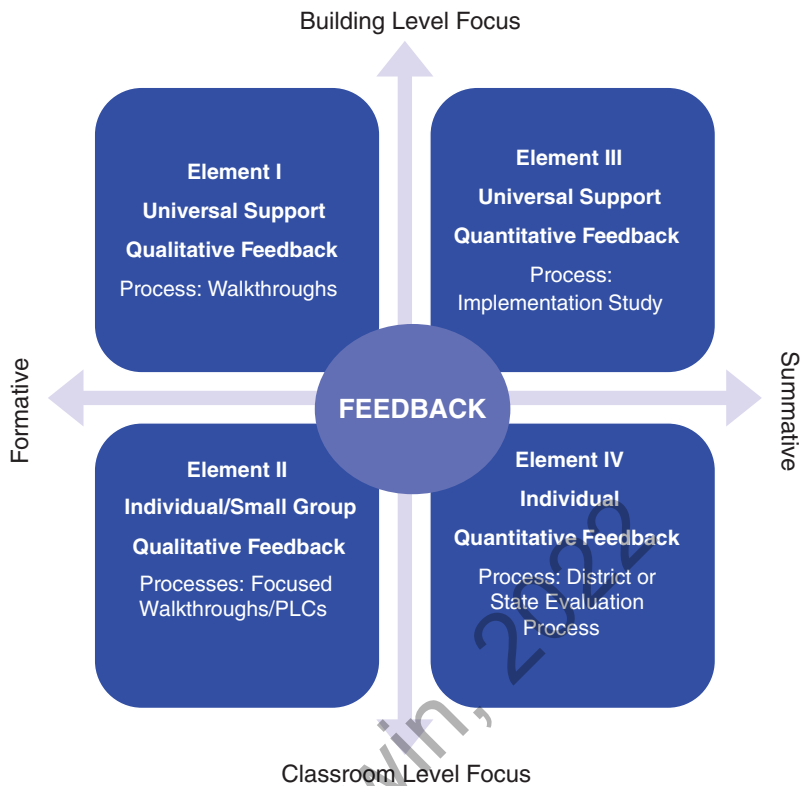 Building Level Focus
Element I
Universal Support
Qualitative Feedback
Process: Walkthroughs
Element III
Universal Support
Quantitative Feedback
Process:
Implementation Study
Formative
FEEDBACK
Summative
Element II
Individual/Small Group
Qualitative Feedback
Processes: Focused
Walkthroughs/PLCs
Element IV
Individual
Quantitative Feedback
Process: District or
State Evaluation
Process
Classroom Level Focus
2022